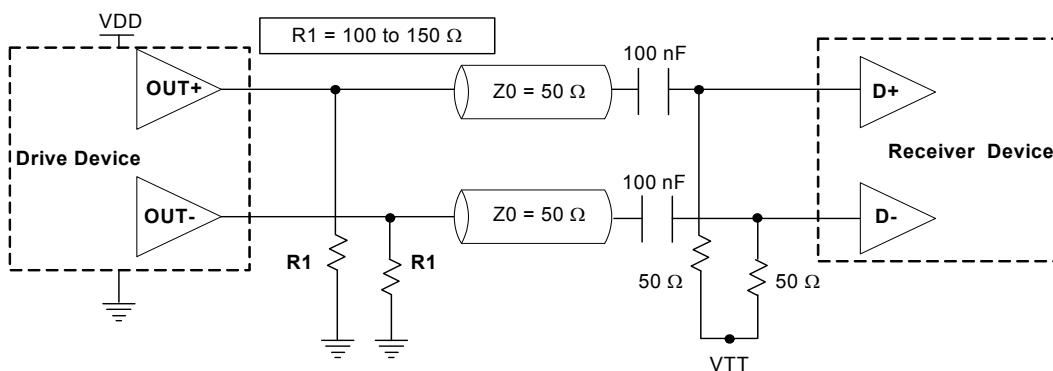 VDD
R1 = 100 to 150 Ω
100 nF
OUT+
Z0 = 50 Ω
D+
Drive Device
Receiver Device
100 nF
OUT-
Z0 = 50 Ω
D-
R1
R1
50 Ω
50 Ω
VTT